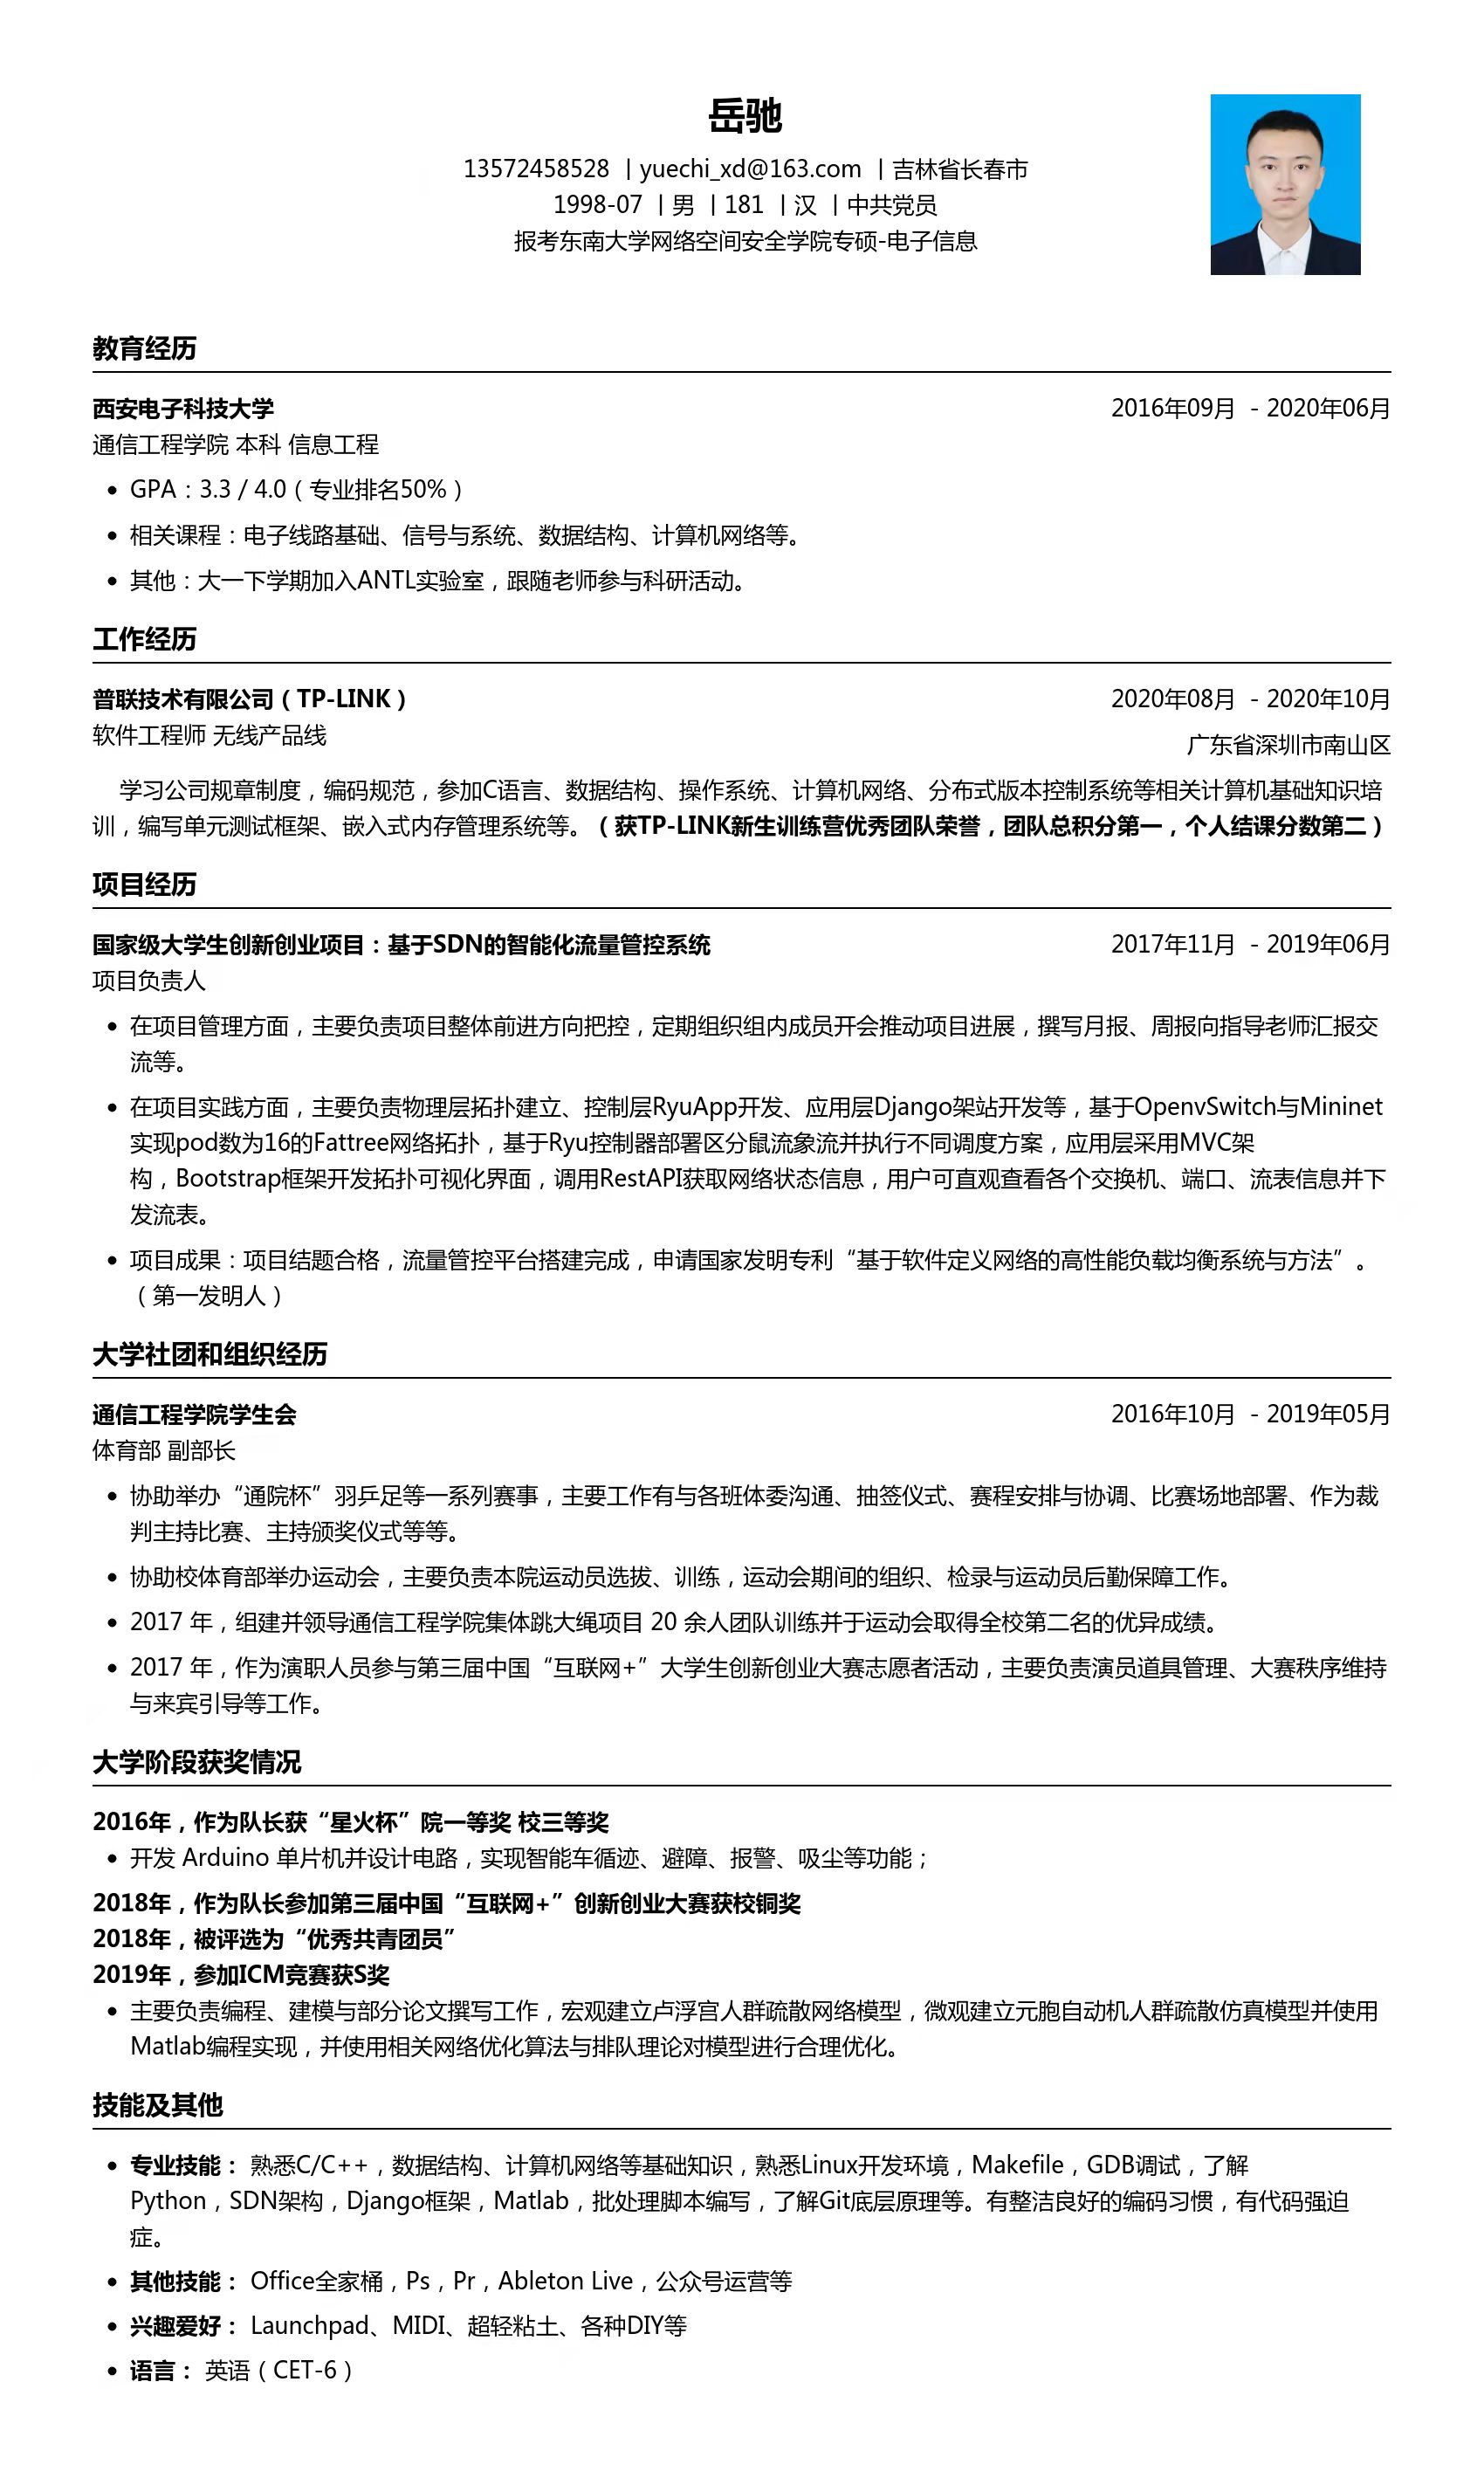 岳驰
13572458528 | yuechi_xd@163.com | 吉林省长春市
1998-07 | 男 | 181 | 汉 | 中共党员
报考东南大学网络空间安全学院专硕-电子信息
教育经历
西安电子科技大学 2016年09月 - 2020年06月
通信工程学院 本科 信息工程
• GPA：3.3 / 4.0（专业排名50%）
• 相关课程：电子线路基础、信号与系统、数据结构、计算机网络等。
• 其他：大一下学期加入ANTL实验室，跟随老师参与科研活动。
工作经历
普联技术有限公司（TP-LINK） 2020年08月 - 2020年10月
软件工程师 无线产品线 广东省深圳市南山区
学习公司规章制度，编码规范，参加C语言、数据结构、操作系统、计算机网络、分布式版本控制系统等相关计算机基础知识培
训，编写单元测试框架、嵌入式内存管理系统等。（获TP-LINK新生训练营优秀团队荣誉，团队总积分第一，个人结课分数第二）
项目经历
国家级大学生创新创业项目：基于SDN的智能化流量管控系统 2017年11月 - 2019年06月
项目负责人
• 在项目管理方面，主要负责项目整体前进方向把控，定期组织组内成员开会推动项目进展，撰写月报、周报向指导老师汇报交
流等。
• 在项目实践方面，主要负责物理层拓扑建立、控制层RyuApp开发、应用层Django架站开发等，基于OpenvSwitch与Mininet
实现pod数为16的Fattree网络拓扑，基于Ryu控制器部署区分鼠流象流并执行不同调度方案，应用层采用MVC架
构，Bootstrap框架开发拓扑可视化界面，调用RestAPI获取网络状态信息，用户可直观查看各个交换机、端口、流表信息并下
发流表。
• 项目成果：项目结题合格，流量管控平台搭建完成，申请国家发明专利“基于软件定义网络的高性能负载均衡系统与方法”。
（第一发明人）
大学社团和组织经历
通信工程学院学生会 2016年10月 - 2019年05月
体育部 副部长
• 协助举办“通院杯”羽乒足等一系列赛事，主要工作有与各班体委沟通、抽签仪式、赛程安排与协调、比赛场地部署、作为裁
判主持比赛、主持颁奖仪式等等。
• 协助校体育部举办运动会，主要负责本院运动员选拔、训练，运动会期间的组织、检录与运动员后勤保障工作。
• 2017 年，组建并领导通信工程学院集体跳大绳项目 20 余人团队训练并于运动会取得全校第二名的优异成绩。
• 2017 年，作为演职人员参与第三届中国“互联网+”大学生创新创业大赛志愿者活动，主要负责演员道具管理、大赛秩序维持
与来宾引导等工作。
大学阶段获奖情况
2016年，作为队长获“星火杯”院一等奖 校三等奖
• 开发 Arduino 单片机并设计电路，实现智能车循迹、避障、报警、吸尘等功能；
2018年，作为队长参加第三届中国“互联网+”创新创业大赛获校铜奖
2018年，被评选为“优秀共青团员”
2019年，参加ICM竞赛获S奖
• 主要负责编程、建模与部分论文撰写工作，宏观建立卢浮宫人群疏散网络模型，微观建立元胞自动机人群疏散仿真模型并使用
Matlab编程实现，并使用相关网络优化算法与排队理论对模型进行合理优化。
技能及其他
• 专业技能： 熟悉C/C++，数据结构、计算机网络等基础知识，熟悉Linux开发环境，Makefile，GDB调试，了解
Python，SDN架构，Django框架，Matlab，批处理脚本编写，了解Git底层原理等。有整洁良好的编码习惯，有代码强迫
症。
• 其他技能： Office全家桶，Ps，Pr，Ableton Live，公众号运营等
• 兴趣爱好： Launchpad、MIDI、超轻粘土、各种DIY等
• 语言： 英语（CET-6）